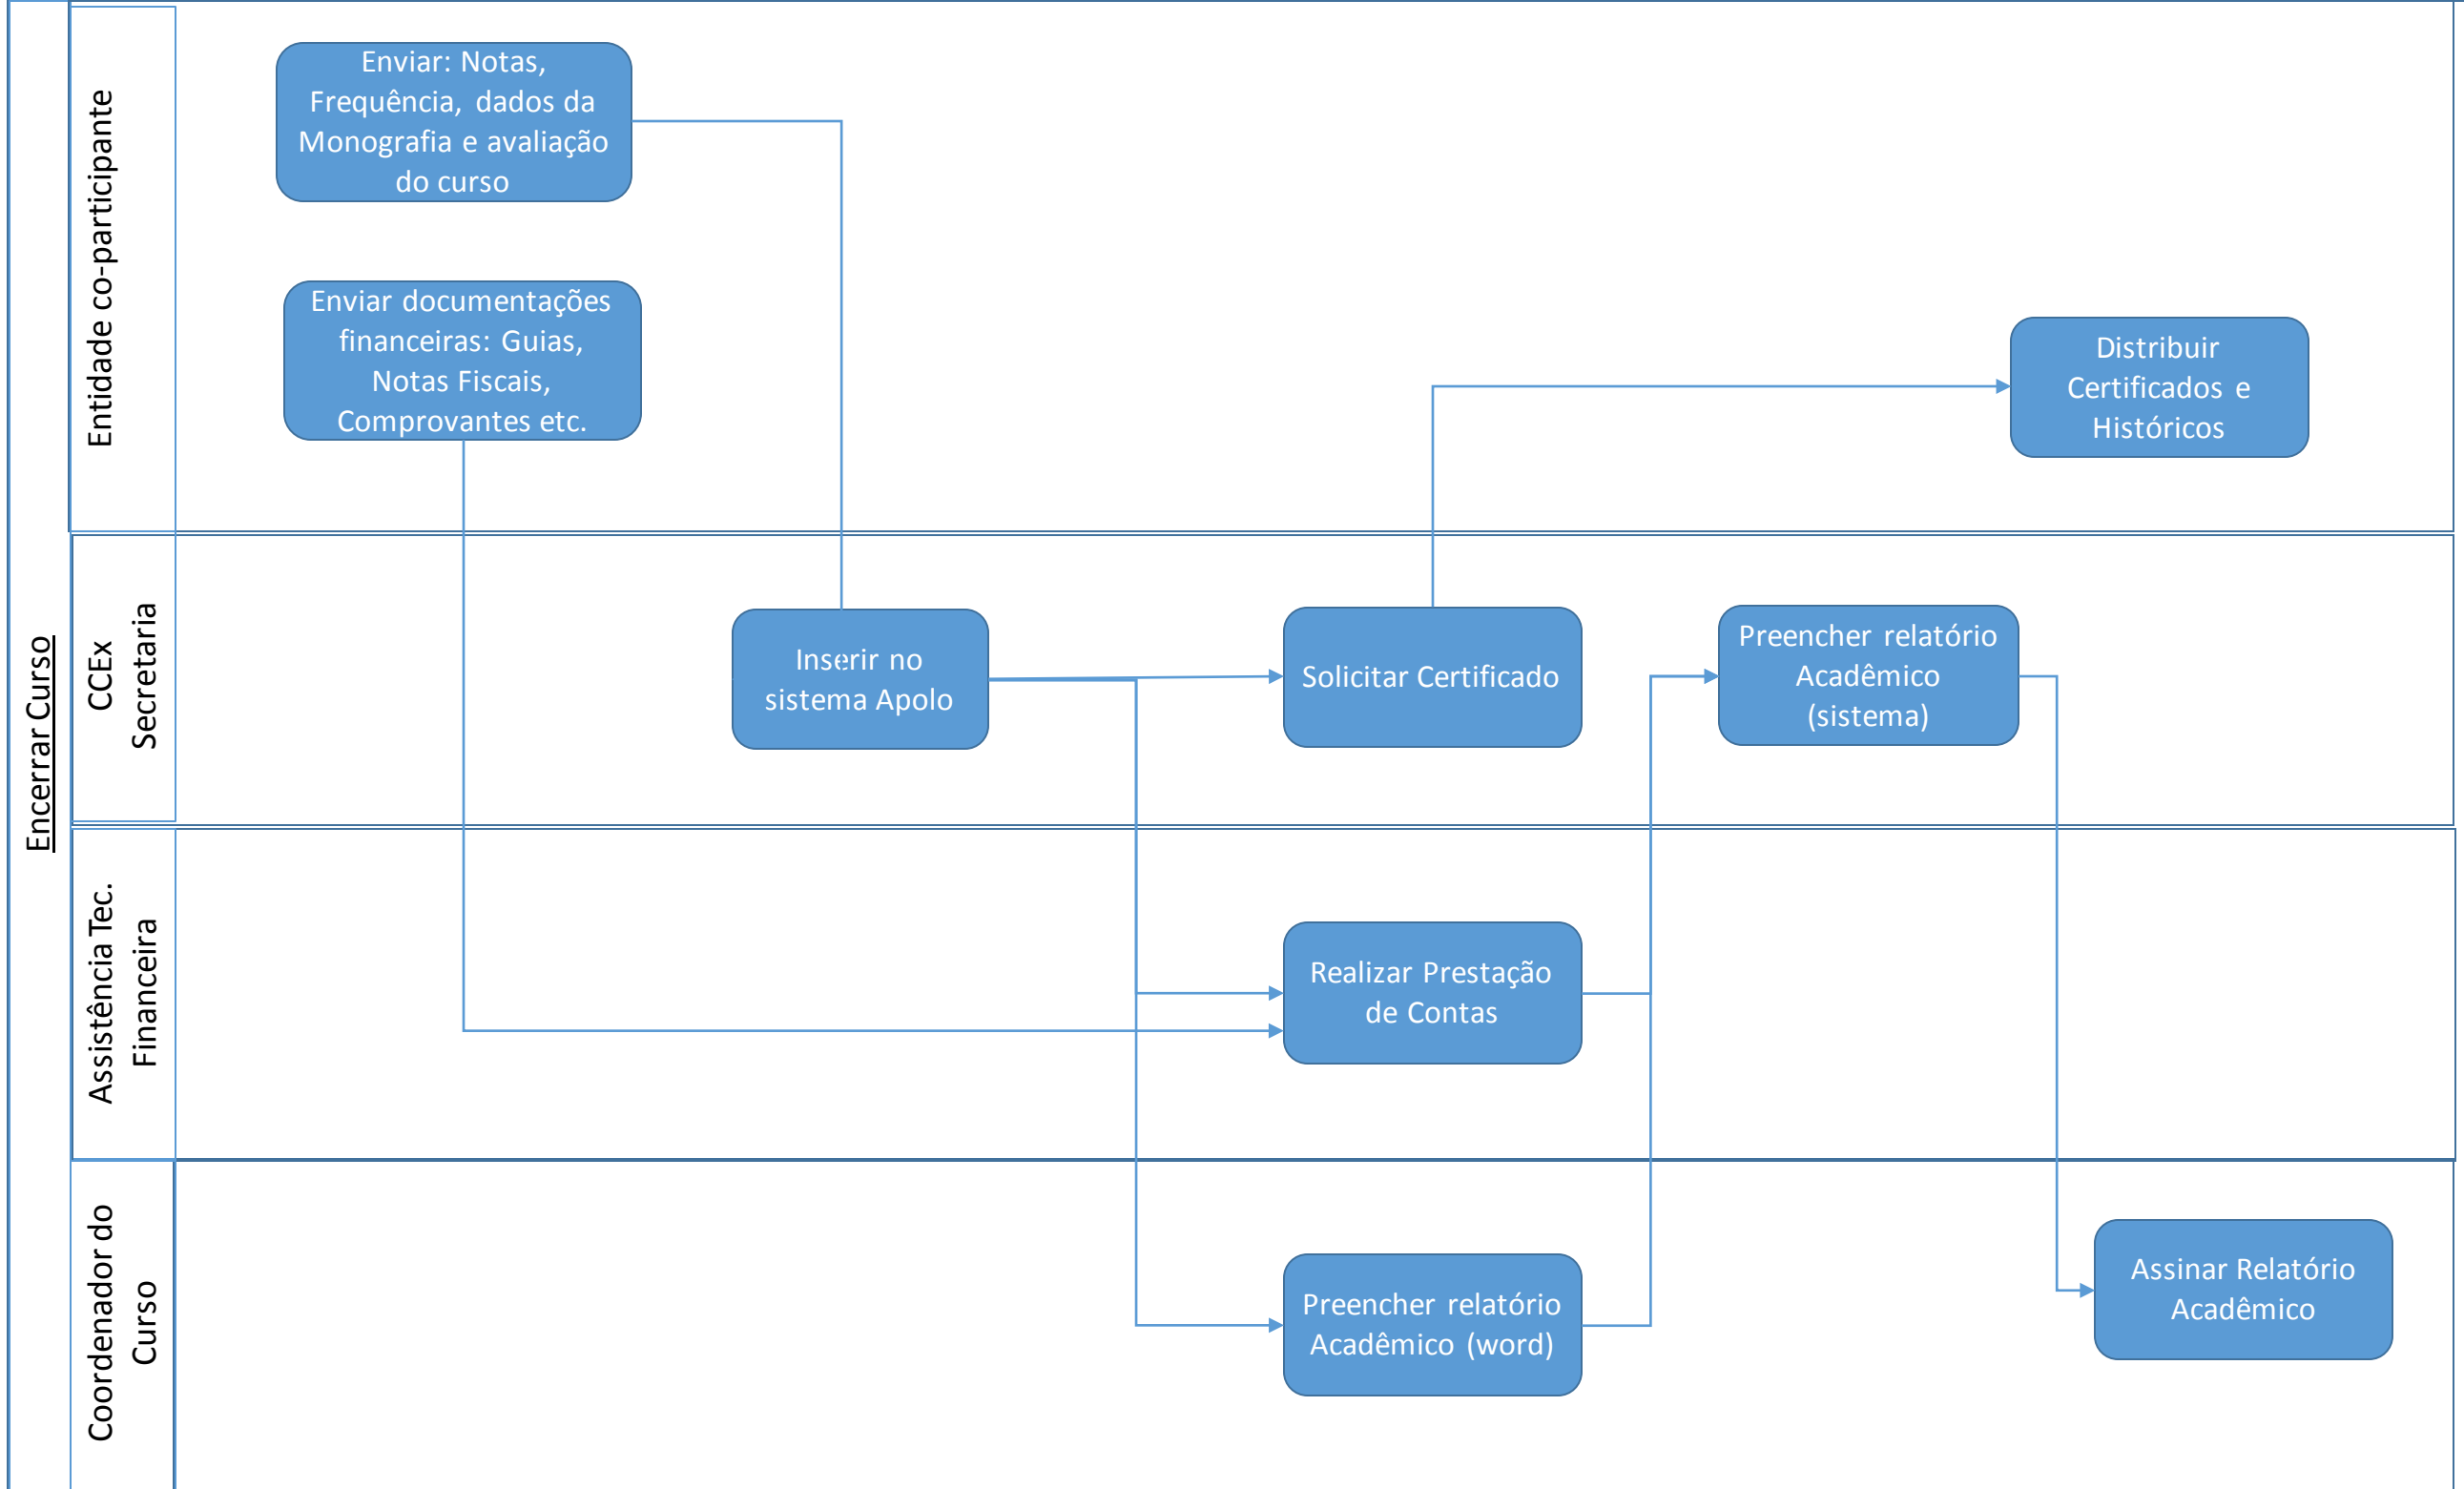 Encerrar Curso
Entidade co-participante
Enviar: Notas,
Frequência, dados da
Monografia e avaliação
do curso
Enviar documentações
financeiras: Guias,
Notas Fiscais,
Comprovantes etc.
Distribuir
Certificados e
Históricos
CCEx
Secretaria
Inserir no
sistema Apolo
Solicitar Certificado
Preencher relatório
Acadêmico
(sistema)
Assistência Tec.
Financeira
Realizar Prestação
de Contas
Coordenador do
Curso
Preencher relatório
Acadêmico (word)
Assinar Relatório
Acadêmico